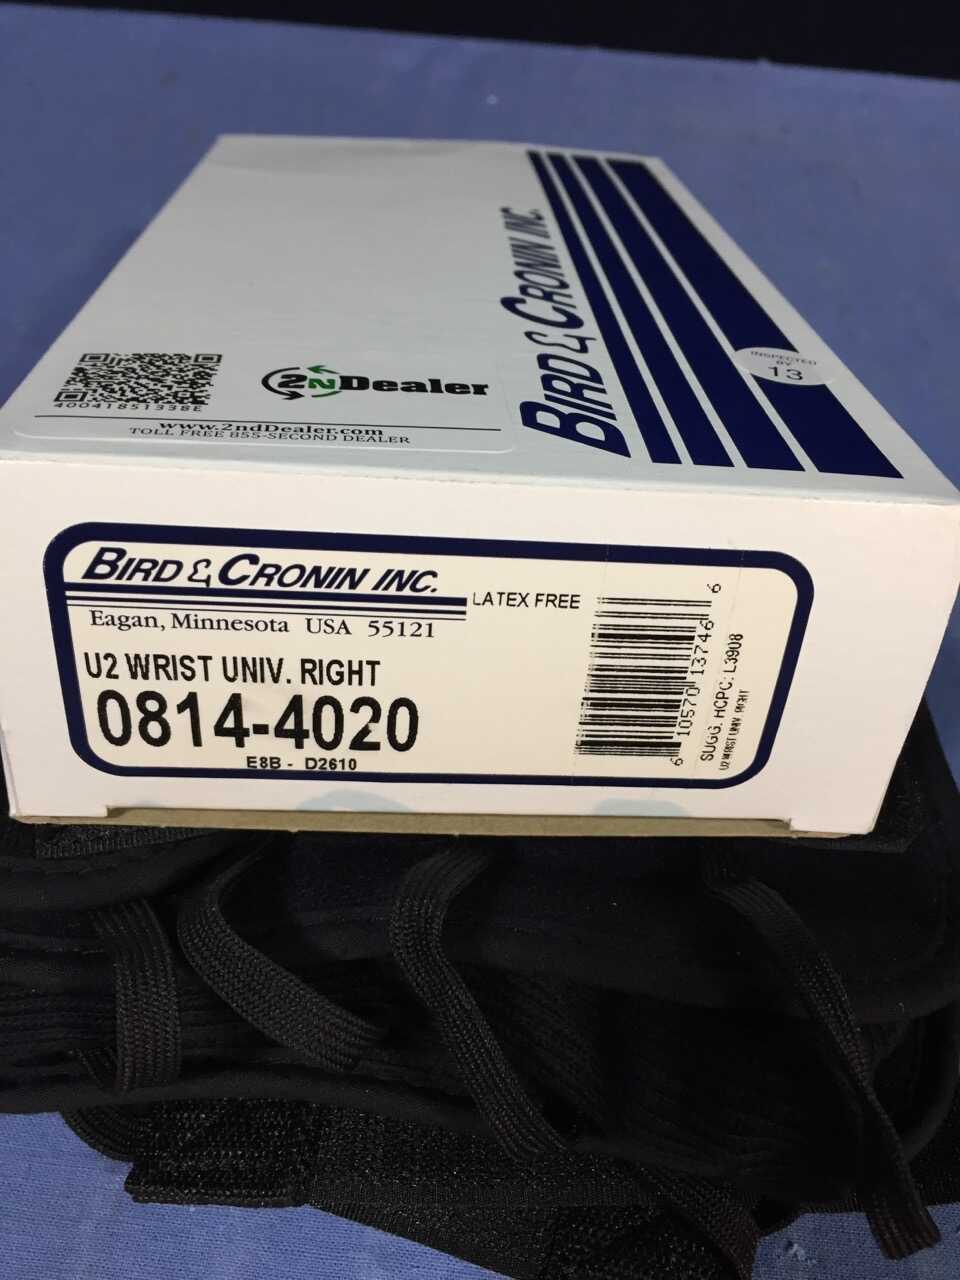 BIRD & CRONIN INC.
INSPECTED
BY
13
22Dealer
40041851338E
www.2ndDealer.com
TOLL FREE 855-SECOND DEALER
BIRD & CRONIN INC.
Eagan, Minnesota USA 55121
LATEX FREE
U2 WRIST UNIV. RIGHT
0814-4020
E8B - D2610
6 10570 13746 6
SUGG. HCPC: L3908
U2 WRIST UNIV. RIGHT